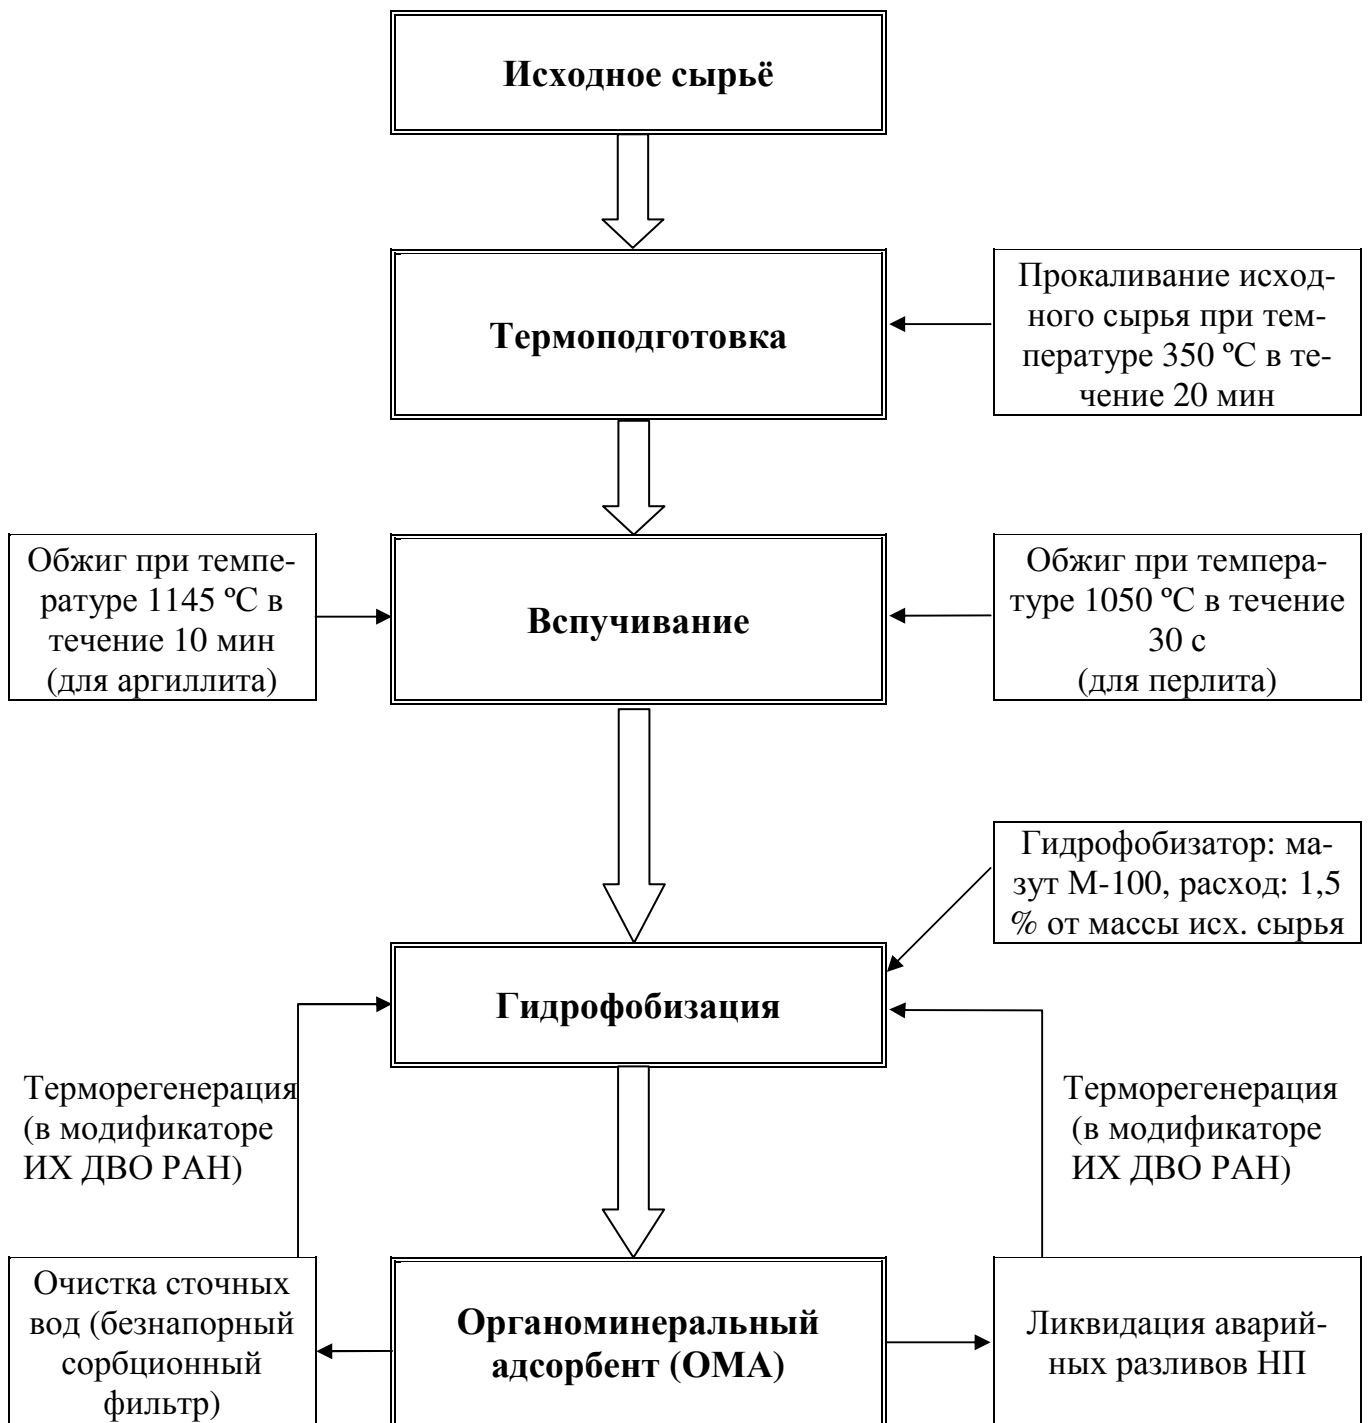 Исходное сырьё
Термоподготовка
Прокаливание исход-
ного сырья при тем-
пературе 350 ºС в те-
чение 20 мин
Обжиг при темпе-
ратуре 1145 ºС в
течение 10 мин
(для аргиллита)
Вспучивание
Обжиг при темпера-
туре 1050 ºС в течение
30 с
(для перлита)
Гидрофобизатор: ма-
зут М-100, расход: 1,5
% от массы исх. сырья
Гидрофобизация
Терморегенерация
(в модификаторе
ИХ ДВО РАН)
Терморегенерация
(в модификаторе
ИХ ДВО РАН)
Очистка сточных
вод (безнапорный
сорбционный
фильтр)
Органоминеральный
адсорбент (ОМА)
Ликвидация аварий-
ных разливов НП